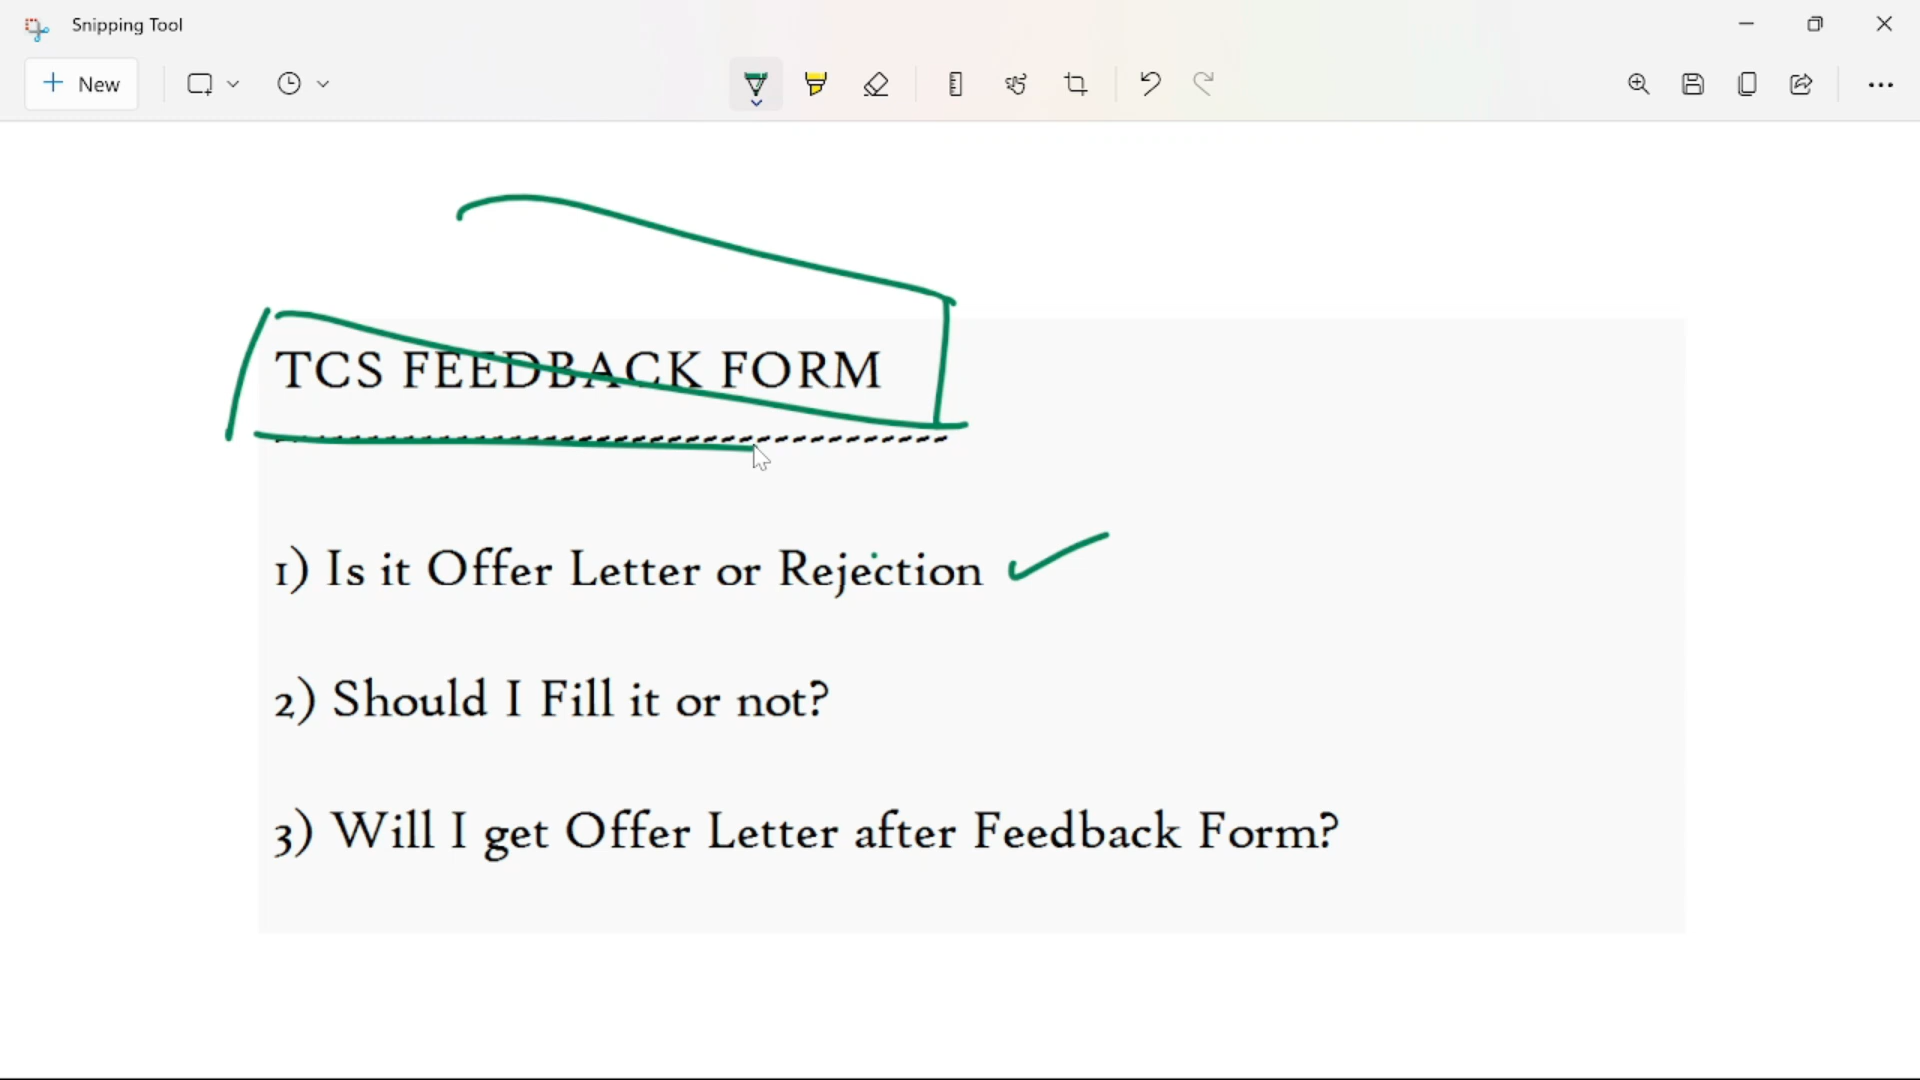 Snipping Tool
New
TCS FEEDBACK FORM
1) Is it Offer Letter or Rejection
2) Should I Fill it or not?
3) Will I get Offer Letter after Feedback Form?